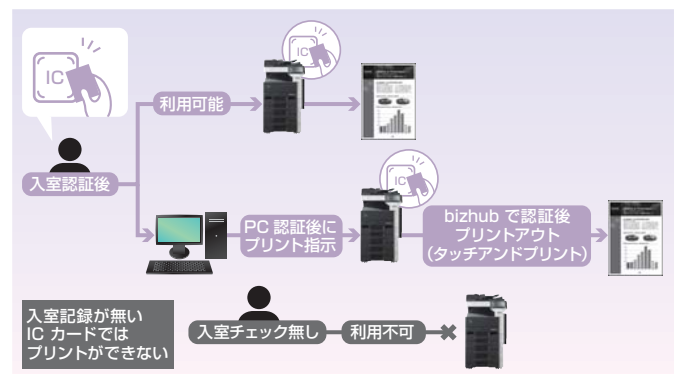 IC
IC
利用可能
入室認証後
IC
PC 認証後に
プリント指示
bizhub で認証後
プリントアウト
(タッチアンドプリント)
入室記録が無い
IC カードでは
プリントができない
入室チェック無し
利用不可